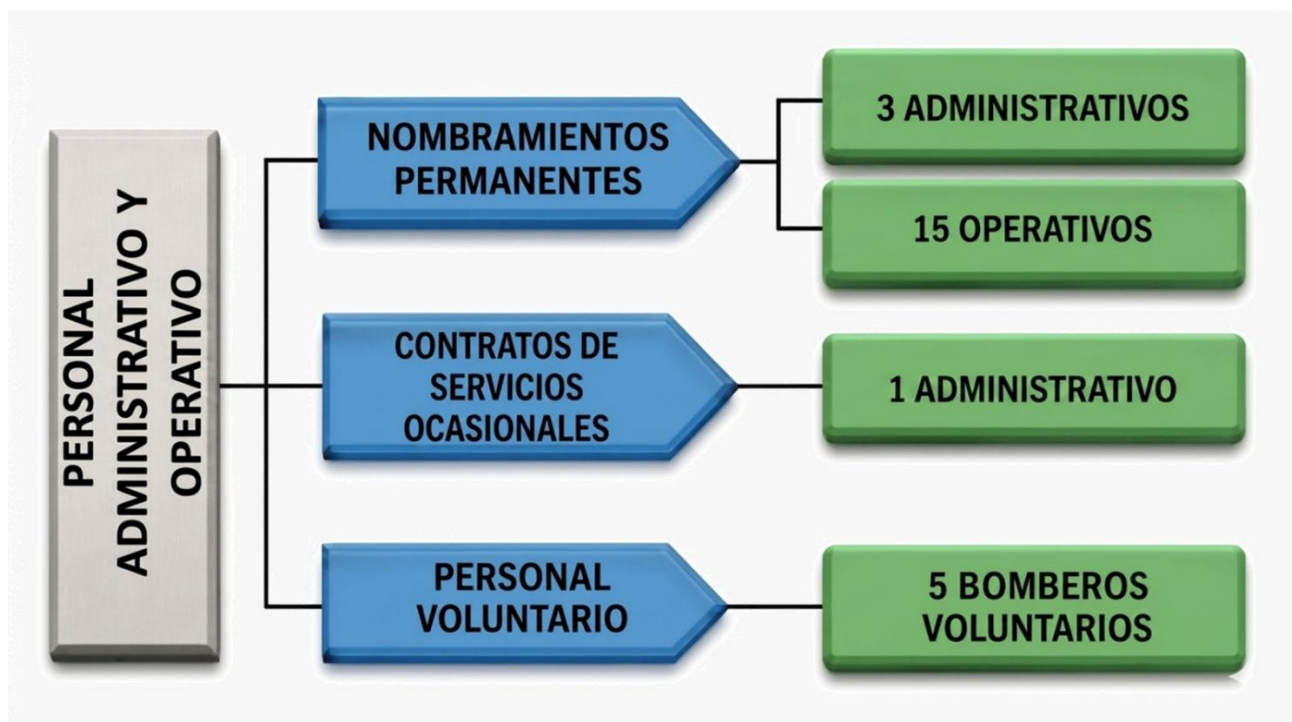 PERSONAL
ADMINISTRATIVO Y
OPERATIVO
NOMBRAMIENTOS
PERMANENTES
3 ADMINISTRATIVOS
15 OPERATIVOS
CONTRATOS DE
SERVICIOS
OCASIONALES
1 ADMINISTRATIVO
PERSONAL
VOLUNTARIO
5 BOMBEROS
VOLUNTARIOS